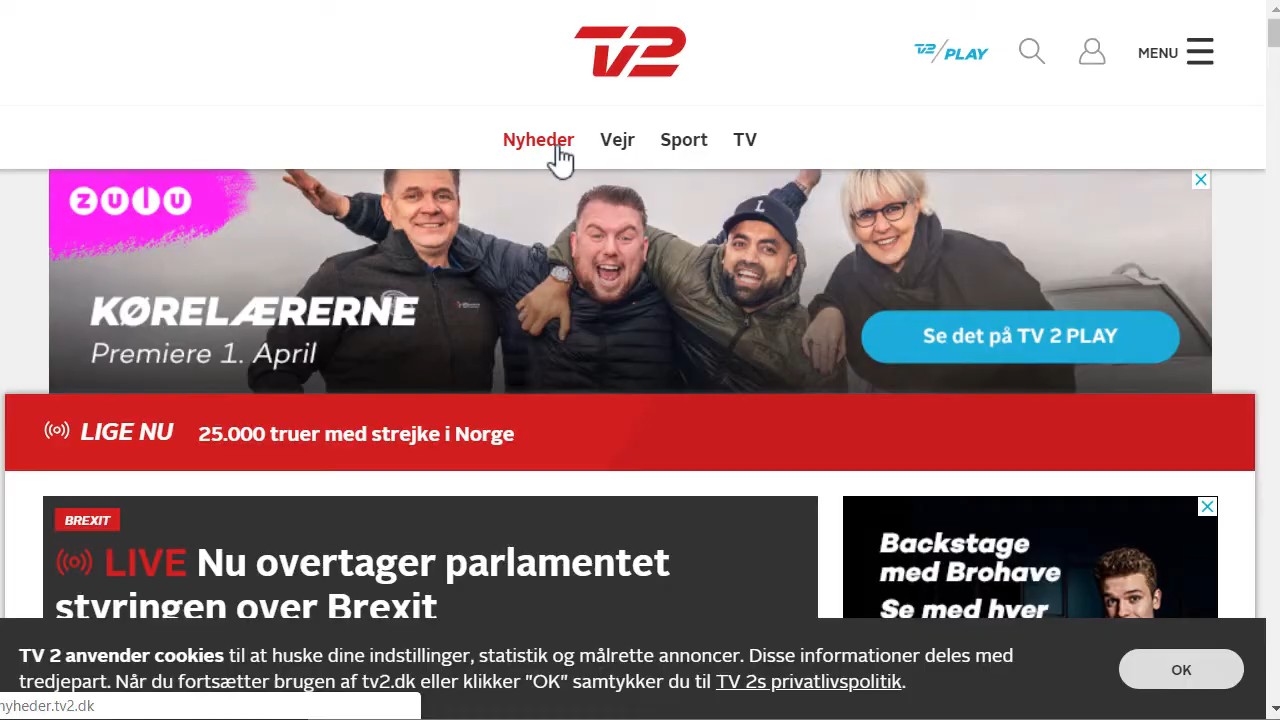 TV2
TV2/PLAY
MENU
Nyheder Vejr Sport TV
ZULU
KØRELÆRERNE
Premiere 1. April
L
Se det på TV 2 PLAY
LIGE NU 25.000 truer med strejke i Norge
BREXIT
LIVE Nu overtager parlamentet
styringen over Brexit
Backstage
med Brohave
Se med hver
TV 2 anvender cookies til at huske dine indstillinger, statistik og målrette annoncer. Disse informationer deles med
tredjepart. Når du fortsætter brugen af tv2.dk eller klikker "OK" samtykker du til TV 2s privatlivspolitik.
OK
nyheder.tv2.dk